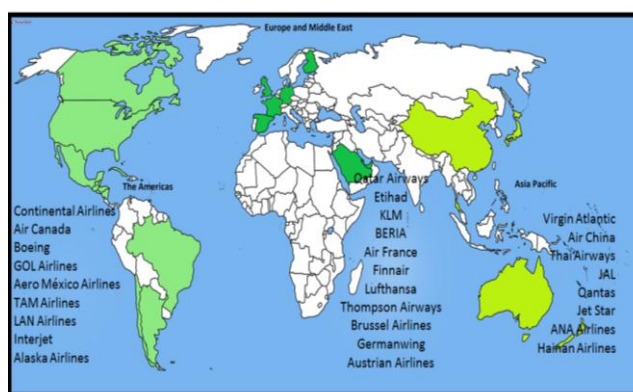 Europe and Middle East
The Americas
Continental Airlines
Air Canada
Boeing
GOL Airlines
Aero México Airlines
TAM Airlines
LAN Airlines
Interjet
Alaska Airlines
Qatar Airways
Etihad
KLM
BERIA
Air France
Finnair
Lufthansa
Thompson Airways
Brussel Airlines
Germanwing
Austrian Airlines
Asia Pacific
Virgin Atlantic
Air China
Thai Airways
JAL
Qantas
Jet Star
ANA Airlines
Hainan Airlines